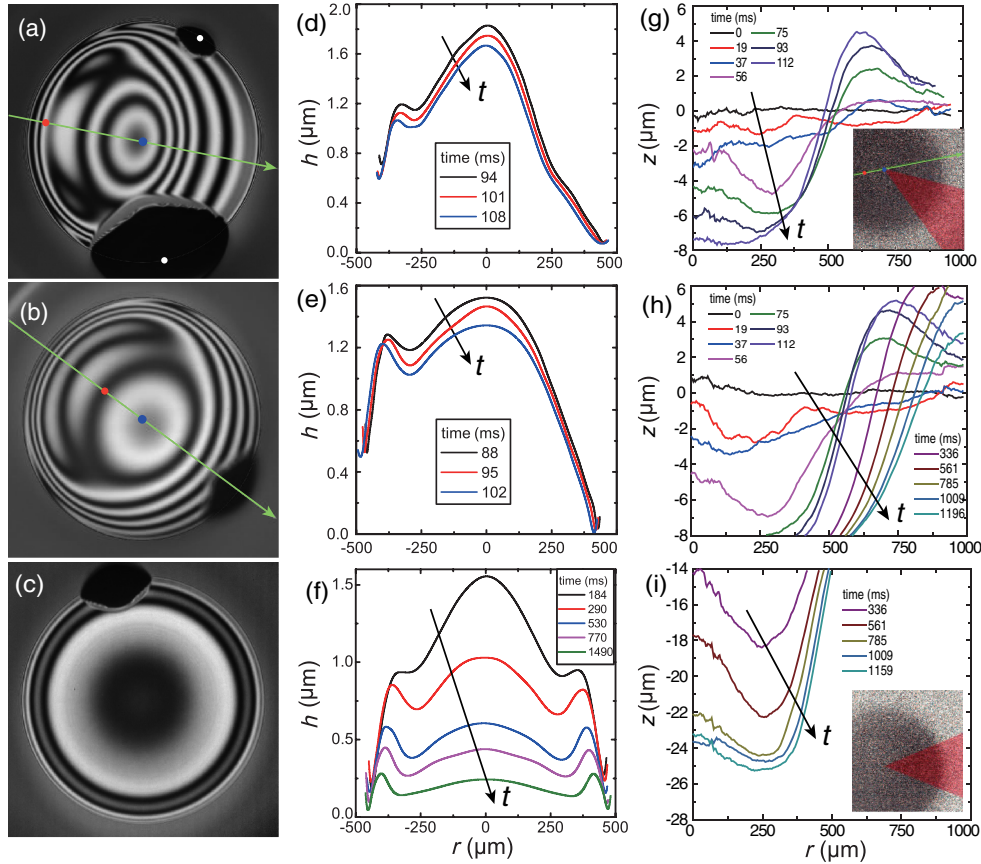 (a)
(b)
(c)
(d)
h (μm)
1.8
1.2
0.6
0.0
t
time (ms)
94
101
108
-500 -250 0 250 500
(e)
h (μm)
1.6
1.2
0.8
0.4
0.0
t
time (ms)
88
95
102
-500 -250 0 250 500
(f)
h (μm)
1.5
1.0
0.5
0.0
t
time (ms)
184
290
530
770
1490
-500 -250 0 250 500
r (μm)
(g)
z (μm)
4
2
0
-2
-4
-6
-8
time (ms)
0 75
19 93
37 112
56
t
0 250 500 750 1000
(h)
z (μm)
6
4
2
0
-2
-4
-6
-8
time (ms)
0 75
19 93
37 112
56
time (ms)
336
561
785
1009
1196
t
0 250 500 750 1000
(i)
z (μm)
-14
-16
-18
-20
-22
-24
-26
-28
time (ms)
336
561
785
1009
1159
t
0 250 500 750 1000
r (μm)